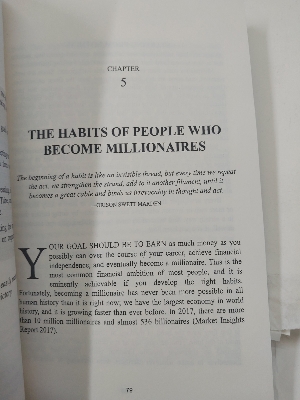 CHAPTER
5
THE HABITS OF PEOPLE WHO
BECOME MILLIONAIRES
The beginning of a habit is like an invisible thread, but every time we repeat
the act, we strengthen the strand, add to it another filament, until it
becomes a great cable and binds us irrevocably in thought and act.
—ORISON SWETT MARDEN
YOUR GOAL SHOULD BE TO EARN as much money as you
possibly can over the course of your career, achieve financial
independence, and eventually become a millionaire. This is the
most common financial ambition of most people, and it is
eminently achievable if you develop the right habits.
Fortunately, becoming a millionaire has never been more possible in all
human history than it is right now, we have the largest economy in world
history, and it is growing faster than ever before. in 2017, there are more
than 10 million millionaires and almost 536 billionaires (Market Insights
Report 2017).
79